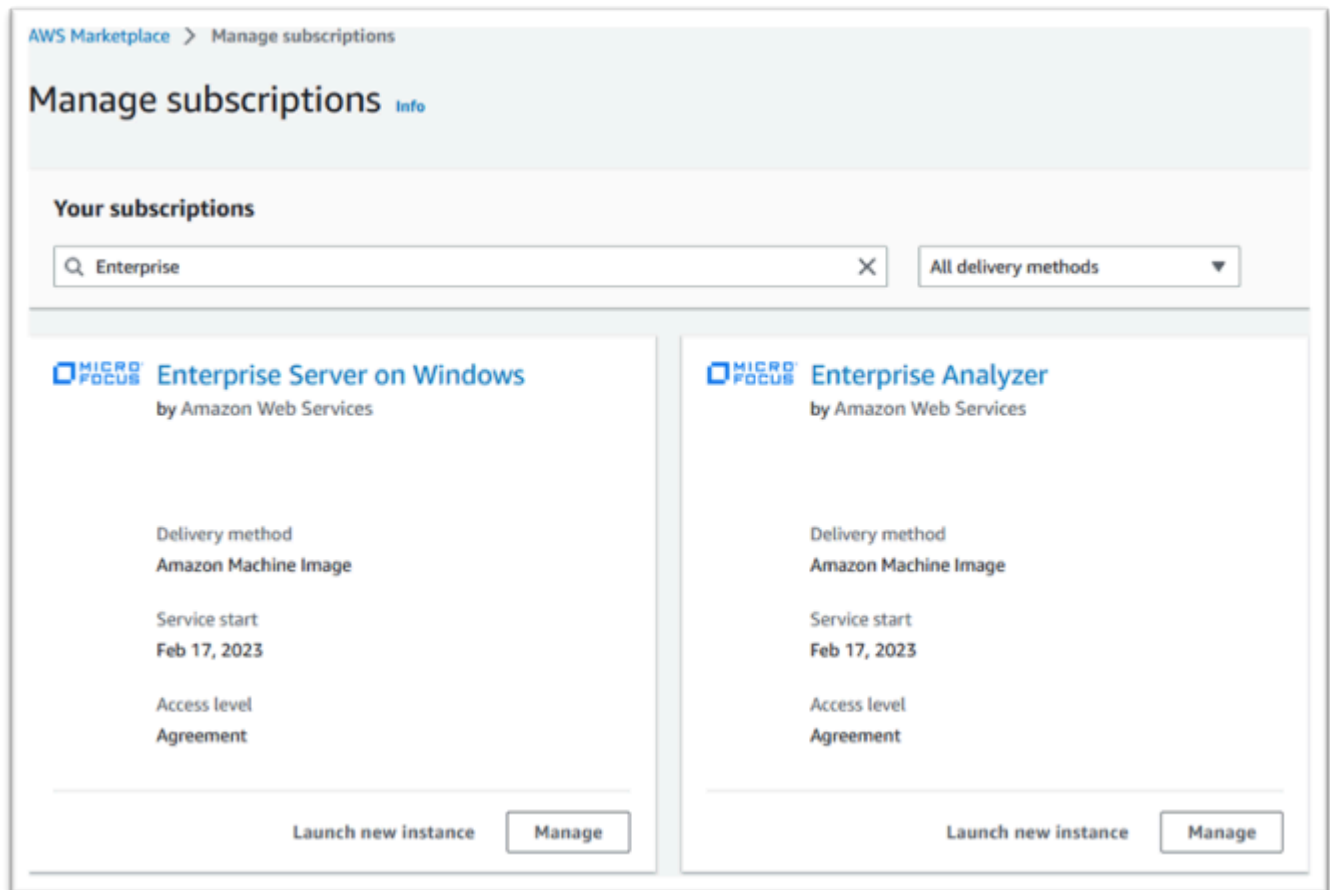 AWS Marketplace > Manage subscriptions
Manage subscriptions Info
Your subscriptions
Enterprise
All delivery methods
MICRO FOCUS Enterprise Server on Windows
by Amazon Web Services
Delivery method
Amazon Machine Image
Service start
Feb 17, 2023
Access level
Agreement
Launch new instance Manage
MICRO FOCUS Enterprise Analyzer
by Amazon Web Services
Delivery method
Amazon Machine Image
Service start
Feb 17, 2023
Access level
Agreement
Launch new instance Manage